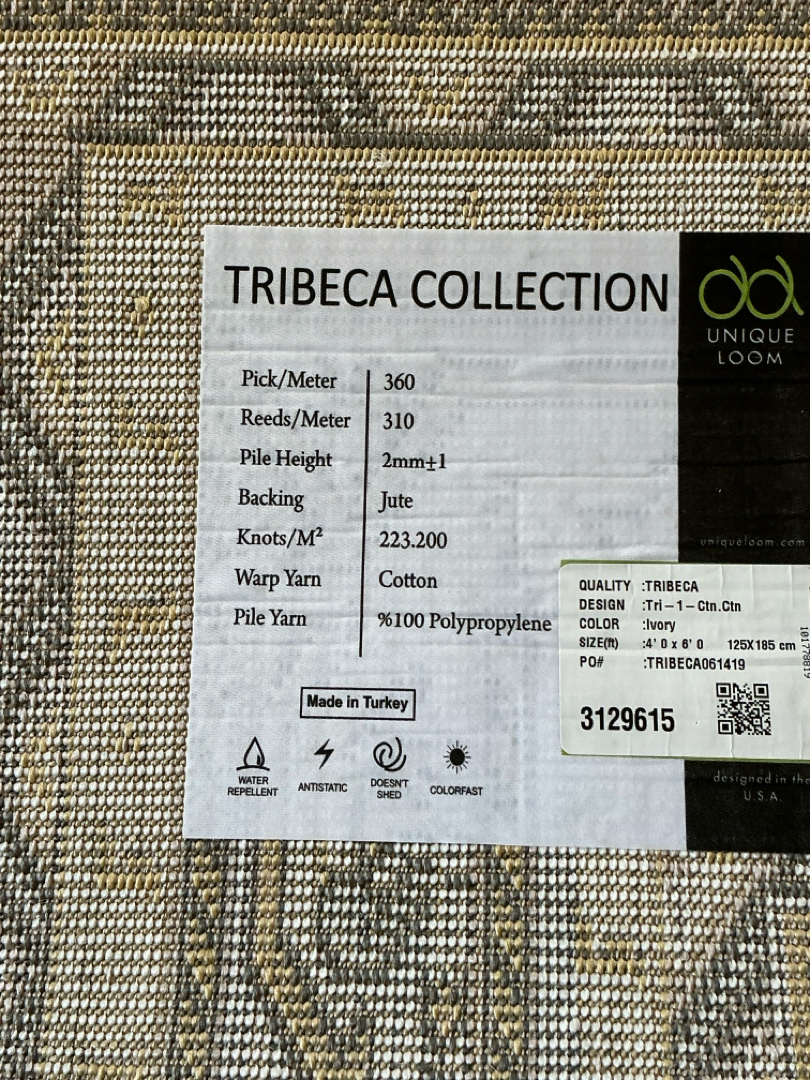 TRIBECA COLLECTION
UNIQUE
LOOM
Pick/Meter 360
Reeds/Meter 310
Pile Height 2mm±1
Backing Jute
Knots/M² 223.200
Warp Yarn Cotton
Pile Yarn %100 Polypropylene
uniqueloom.com
QUALITY :TRIBECA
DESIGN :Tri – 1 – Ctn.Ctn
COLOR :Ivory
SIZE(ft) :4' 0 x 6' 0 125X185 cm
PO# :TRIBECA061419
3129615
101778819
Made in Turkey
WATER
REPELLENT
ANTISTATIC
DOESN'T
SHED
COLORFAST
designed in the
U.S.A.